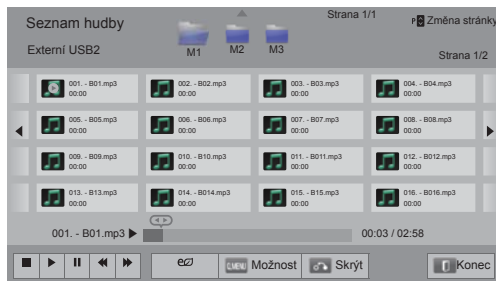 Seznam hudby
Strana 1/1
P Změna stránky
Externí USB2
M1 M2 M3
Strana 1/2
001. - B01.mp3
00:00
002. - B02.mp3
00:00
003. - B03.mp3
00:00
004. - B04.mp3
00:00
005. - B05.mp3
00:00
006. - B06.mp3
00:00
007. - B07.mp3
00:00
008. - B08.mp3
00:00
009. - B09.mp3
00:00
010. - B10.mp3
00:00
011. - B011.mp3
00:00
012. - B012.mp3
00:00
013. - B13.mp3
00:00
014. - B014.mp3
00:00
015. - B15.mp3
00:00
016. - B016.mp3
00:00
001. - B01.mp3
00:03 / 02:58
Q.MENU Možnost
Skrýt
Konec